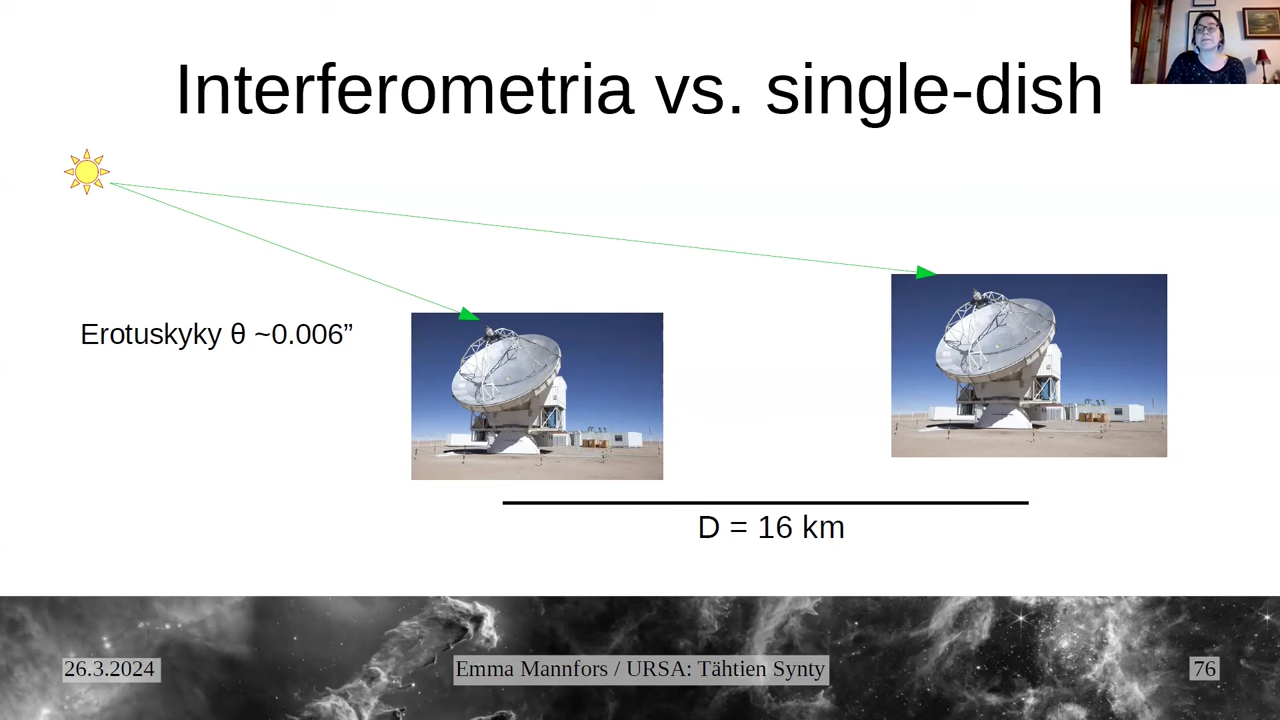 Interferometria vs. single-dish
Erotuskyky θ ~0.006”
D = 16 km
26.3.2024
Emma Mannfors / URSA: Tähtien Synty
76